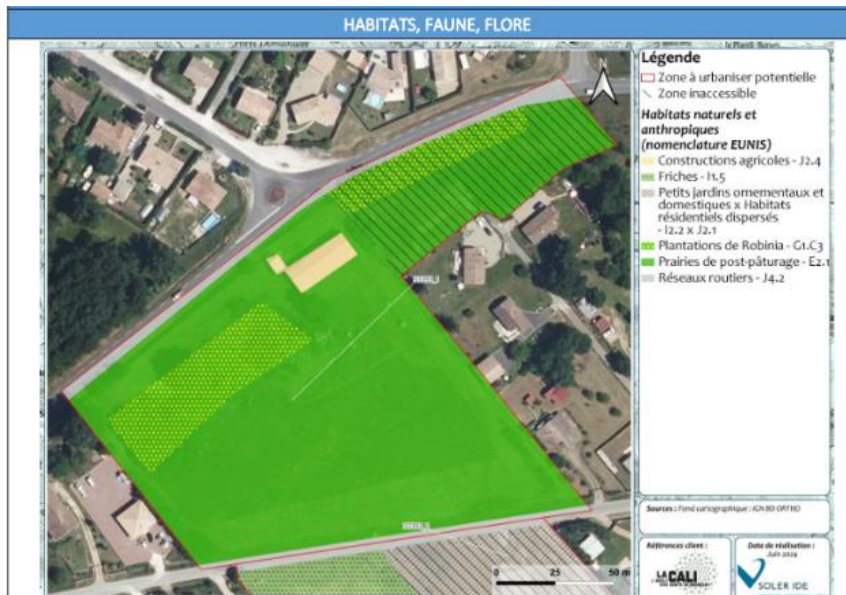 HABITATS, FAUNE, FLORE
Légende
Zone à urbaniser potentielle
Zone inaccessible
Habitats naturels et
anthropiques
(nomenclature EUNIS)
Constructions agricoles - J2.4
Friches - I1.5
Petits jardins ornementaux et
domestiques x Habitats
résidentiels dispersés
- I2.2 x J2.1
Plantations de Robinia - G1.C3
Prairies de post-pâturage - E2.1
Réseaux routiers - J4.2
N
0 25 50 m
Sources : Fond cartographique : IGN BD ORTHO
Références client :
LA CALI
Date de réalisation :
Juin 2024
SOLER IDE